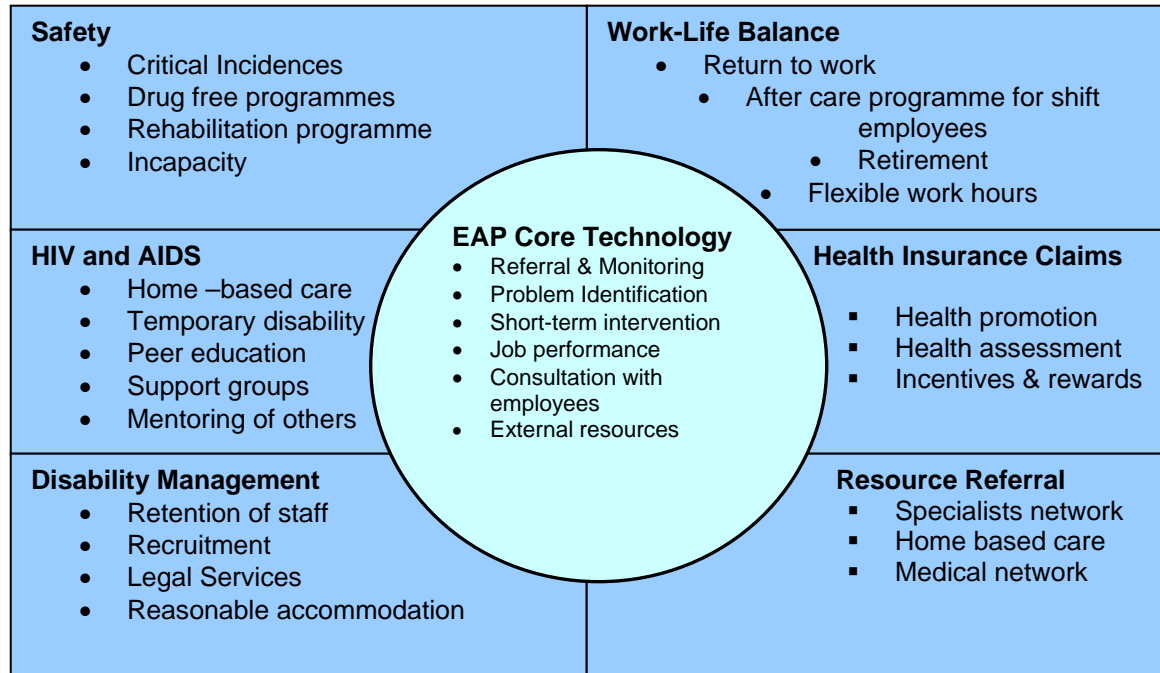 Safety
• Critical Incidences
• Drug free programmes
• Rehabilitation programme
• Incapacity
Work-Life Balance
• Return to work
• After care programme for shift
employees
• Retirement
• Flexible work hours
HIV and AIDS
• Home –based care
• Temporary disability
• Peer education
• Support groups
• Mentoring of others
EAP Core Technology
• Referral & Monitoring
• Problem Identification
• Short-term intervention
• Job performance
• Consultation with
employees
• External resources
Health Insurance Claims
▪ Health promotion
▪ Health assessment
▪ Incentives & rewards
Disability Management
• Retention of staff
• Recruitment
• Legal Services
• Reasonable accommodation
Resource Referral
▪ Specialists network
▪ Home based care
▪ Medical network